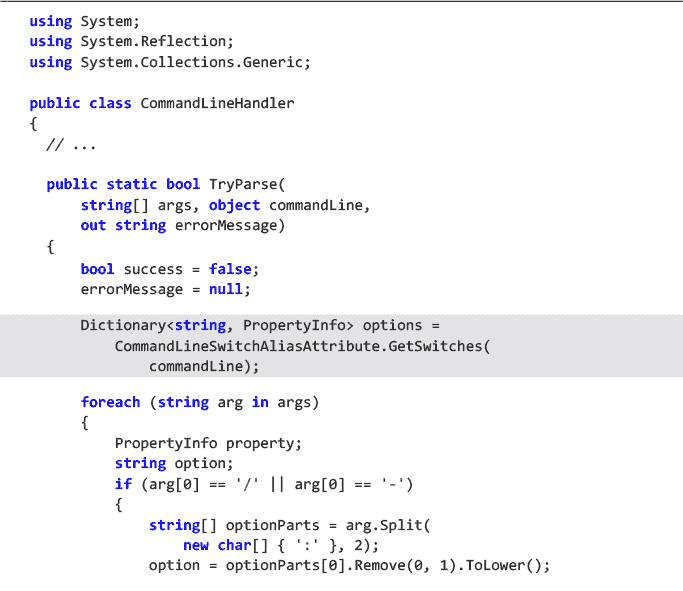 using System;
using System.Reflection;
using System.Collections.Generic;
public class CommandLineHandler
{
// ...
public static bool TryParse(
string[] args, object commandLine,
out string errorMessage)
{
bool success = false;
errorMessage = null;
Dictionary<string, PropertyInfo> options =
CommandLineSwitchAliasAttribute.GetSwitches(
commandLine);
foreach (string arg in args)
{
PropertyInfo property;
string option;
if (arg[0] == '/' || arg[0] == '-')
{
string[] optionParts = arg.Split(
new char[] { ':' }, 2);
option = optionParts[0].Remove(0, 1).ToLower();